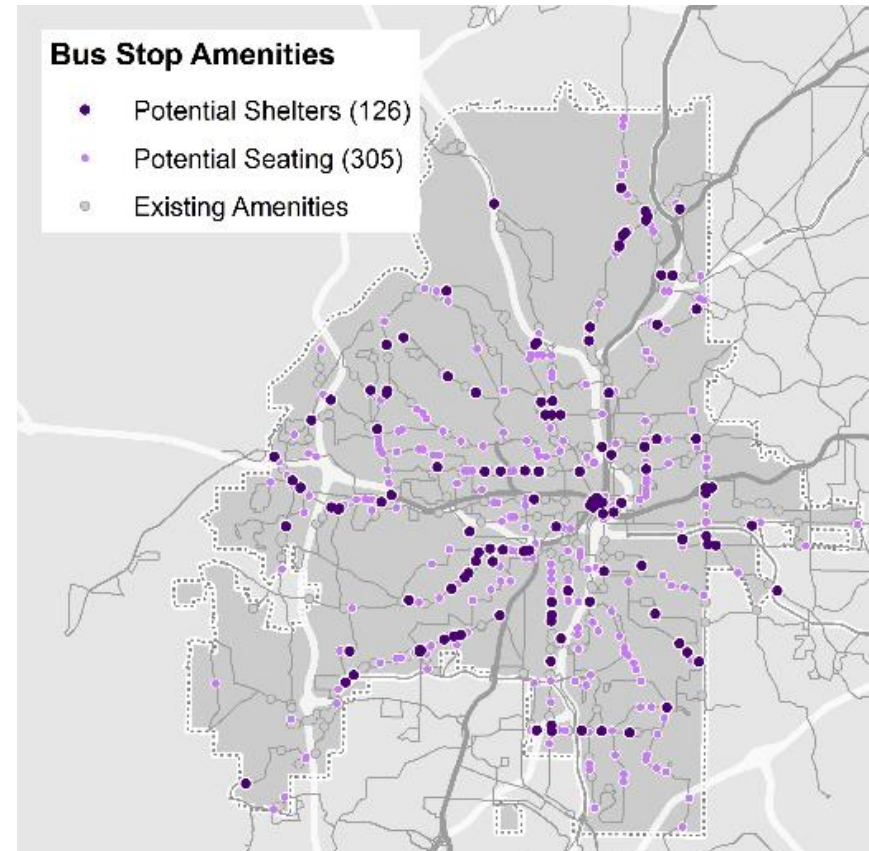 Bus Stop Amenities
Potential Shelters (126)
Potential Seating (305)
Existing Amenities